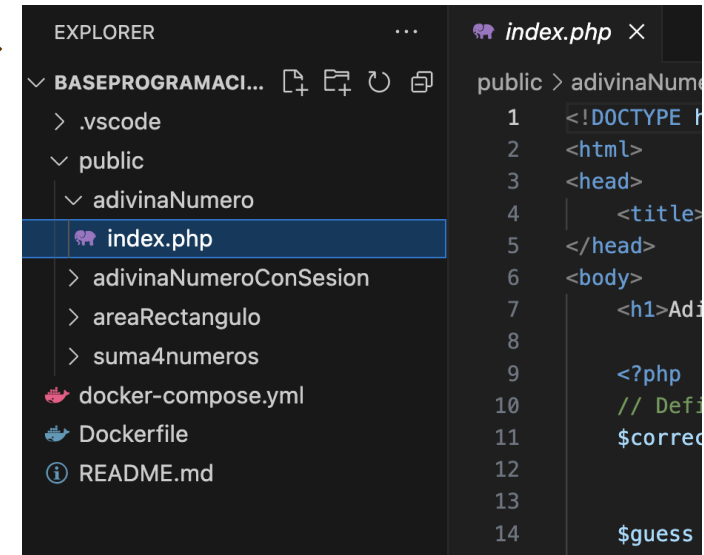 EXPLORER ...
BASEPROGRAMACI...
.vscode
public
adivinaNumero
index.php
adivinaNumeroConSesion
areaRectangulo
suma4numeros
docker-compose.yml
Dockerfile
README.md
index.php
public > adivinaNume
1 <!DOCTYPE h
2 <html>
3 <head>
4 <title>
5 </head>
6 <body>
7 <h1>Adi
8
9 <?php
10 // Defi
11 $correc
12
13
14 $guess